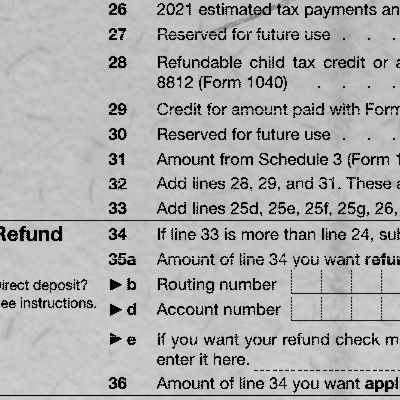 26 2021 estimated tax payments an
27 Reserved for future use . . .
28 Refundable child tax credit or a
8812 (Form 1040) . . . .
29 Credit for amount paid with Form
30 Reserved for future use . . .
31 Amount from Schedule 3 (Form 1
32 Add lines 28, 29, and 31. These a
33 Add lines 25d, 25e, 25f, 25g, 26,
Refund 34 If line 33 is more than line 24, sub
35a Amount of line 34 you want refun
irect deposit? ▶ b Routing number
ee instructions. ▶ d Account number
▶ e If you want your refund check m
enter it here.
36 Amount of line 34 you want appl